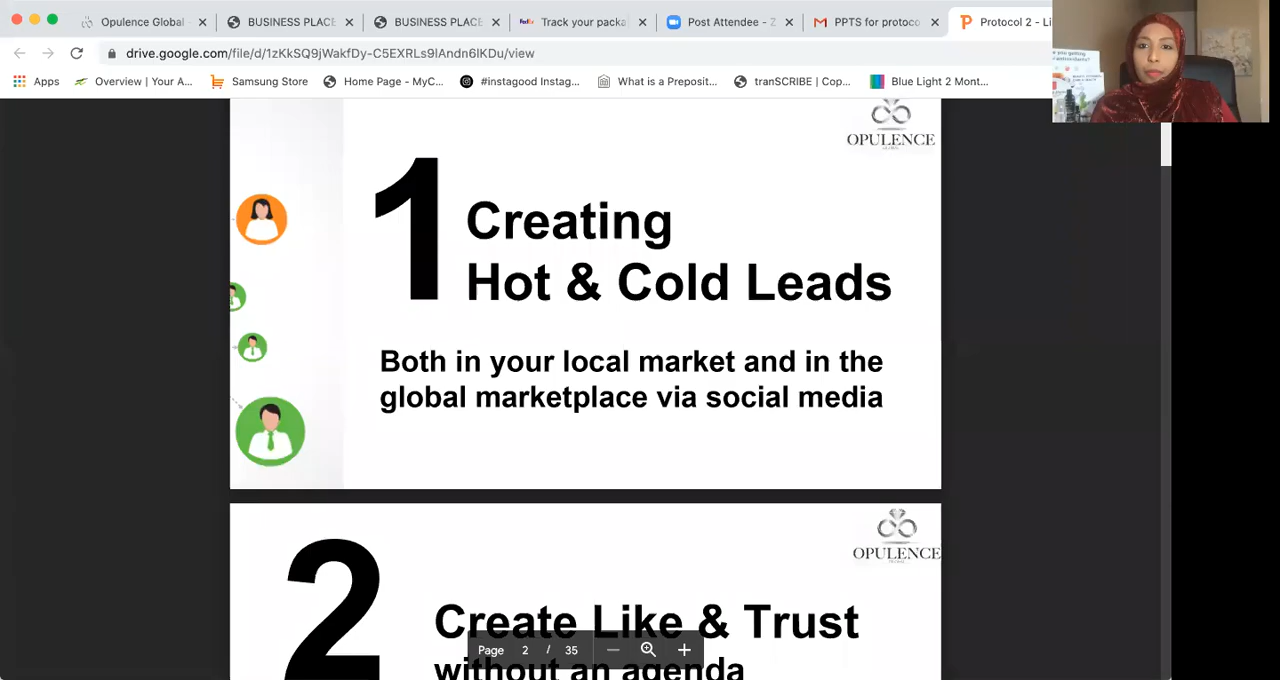 Opulence Global -
BUSINESS PLACE
BUSINESS PLACE
Track your packa
Post Attendee - Z
PPTS for protoco
Protocol 2 - Li
drive.google.com/file/d/1zKkSQ9jWakfDy-C5EXRLs9lAndn6lKDu/view
Apps
Overview | Your A...
Samsung Store
Home Page - MyC...
#instagood Instag...
What is a Preposit...
tranSCRIBE | Cop...
Blue Light 2 Mont...
OPULENCE
GLOBAL
1
Creating
Hot & Cold Leads
Both in your local market and in the
global marketplace via social media
OPULENCE
GLOBAL
2
Create Like & Trust
without an agenda
Page 2 / 35